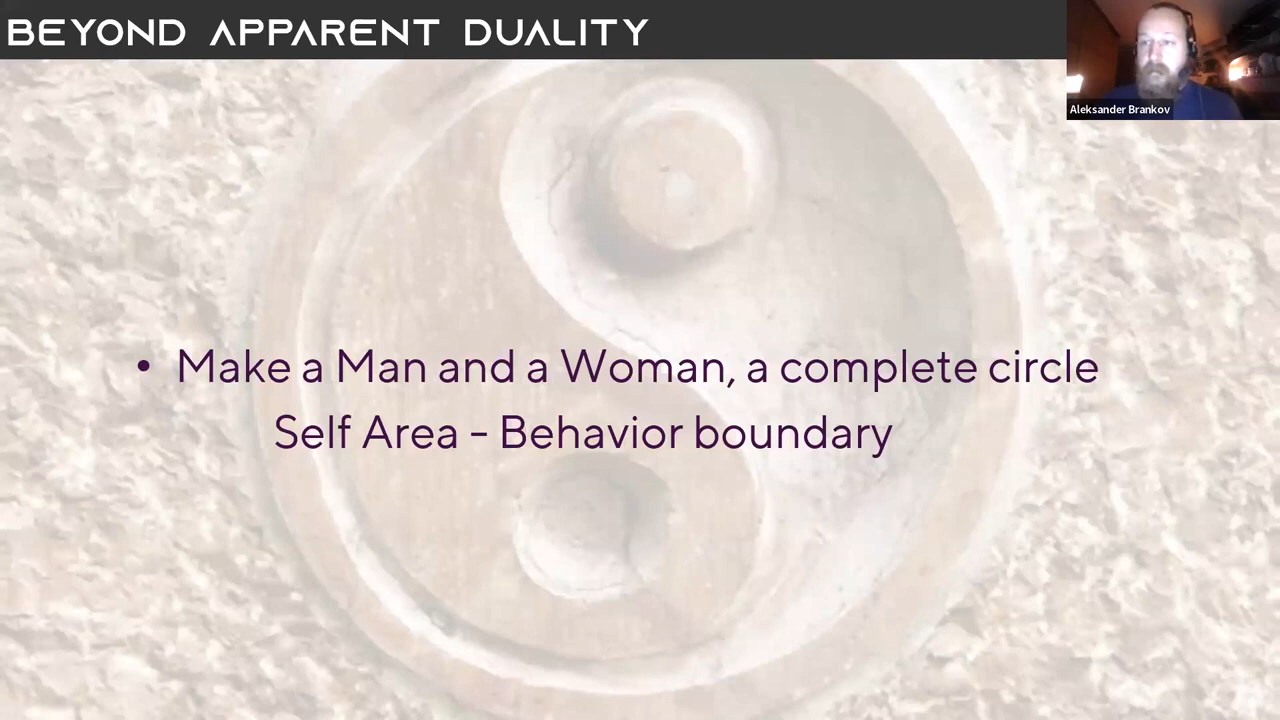 BEYOND APPARENT DUALITY
Aleksander Brankov
• Make a Man and a Woman, a complete circle
Self Area - Behavior boundary